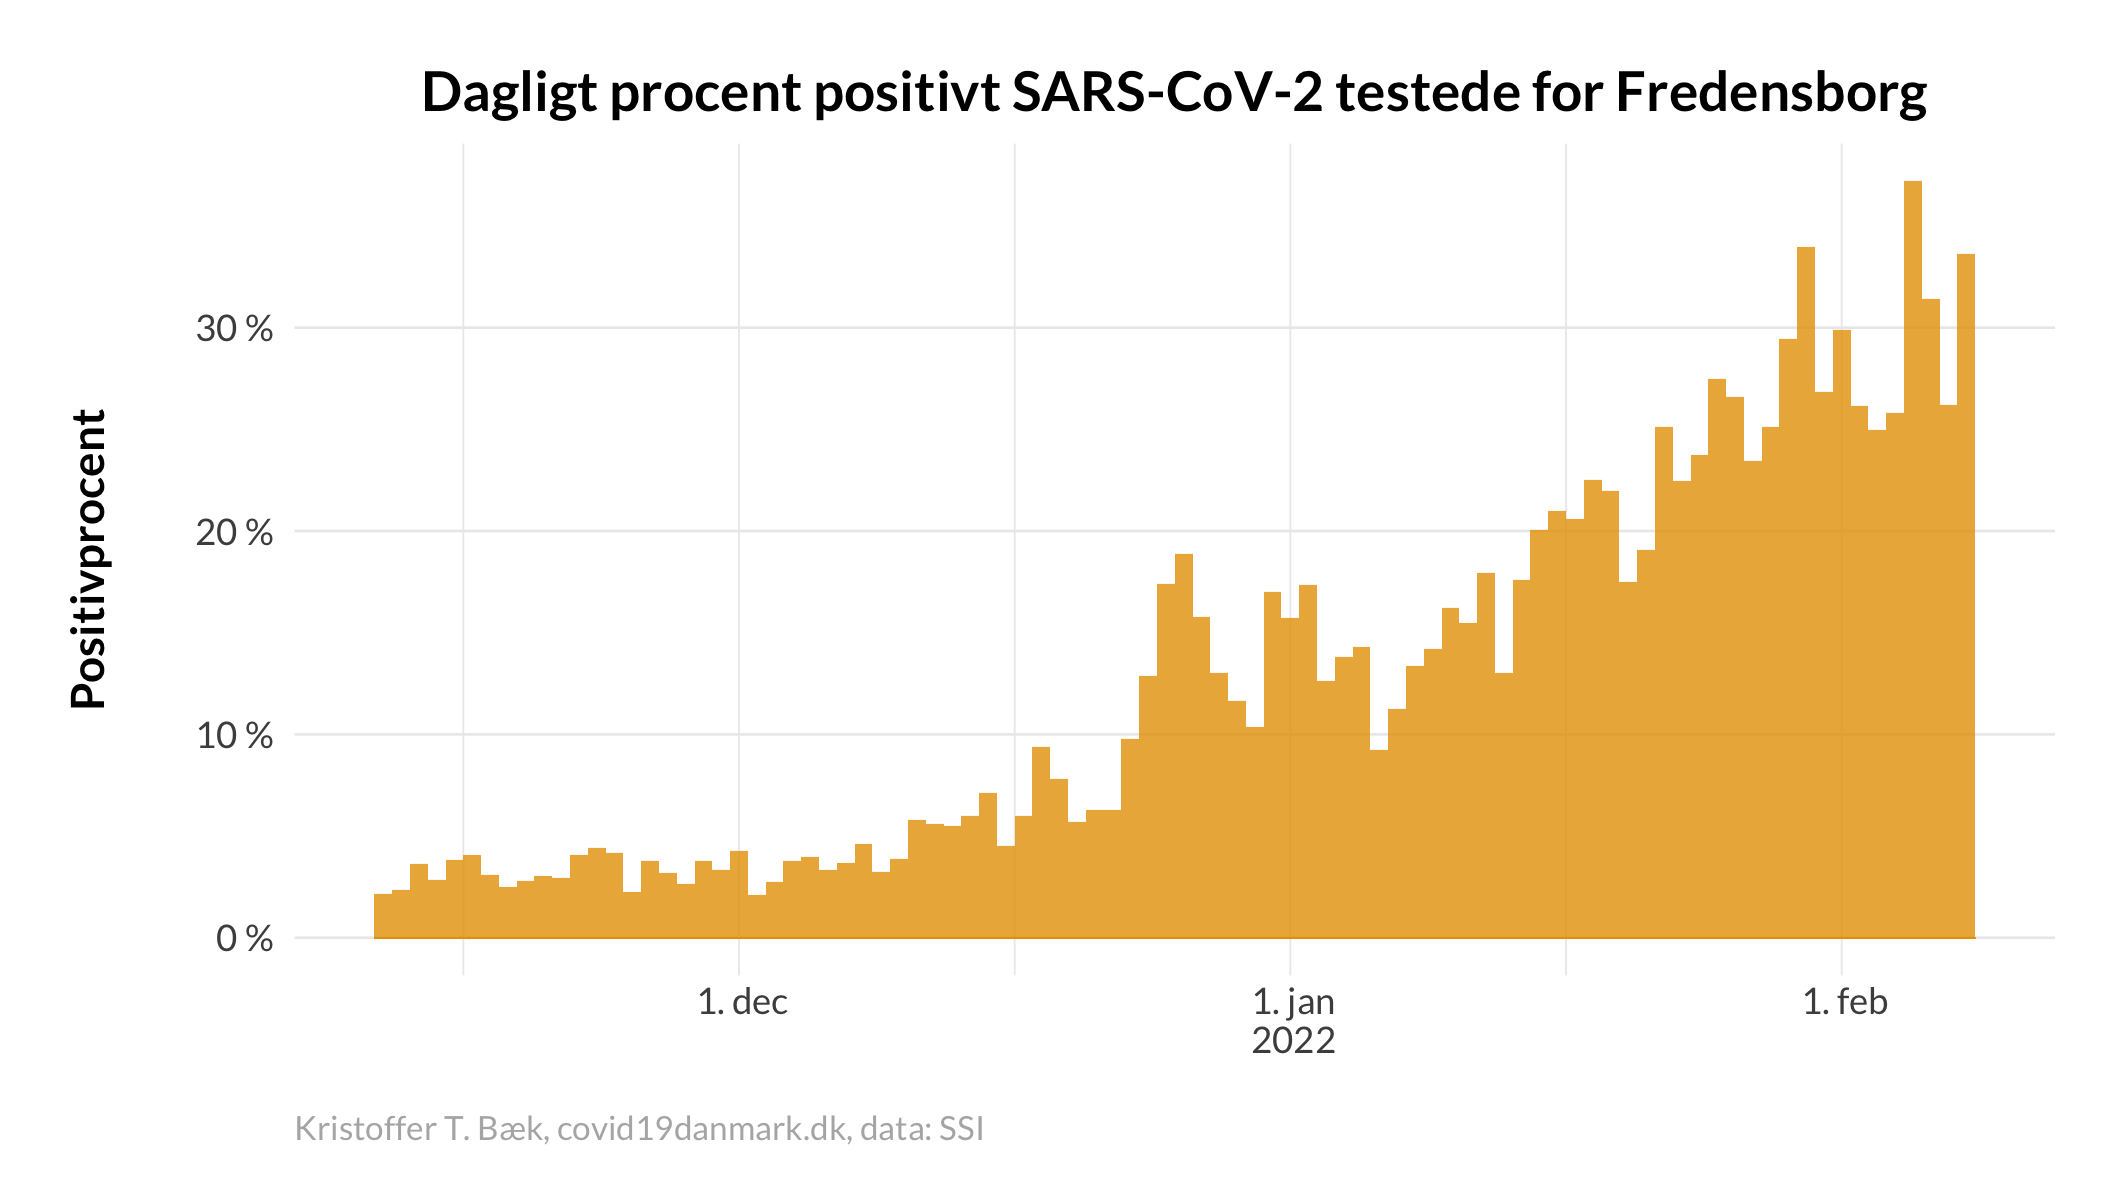 Dagligt procent positivt SARS-CoV-2 testede for Fredensborg
Positivprocent
30 %
20 %
10 %
0 %
1. dec
1. jan
2022
1. feb
Kristoffer T. Bæk, covid19danmark.dk, data: SSI